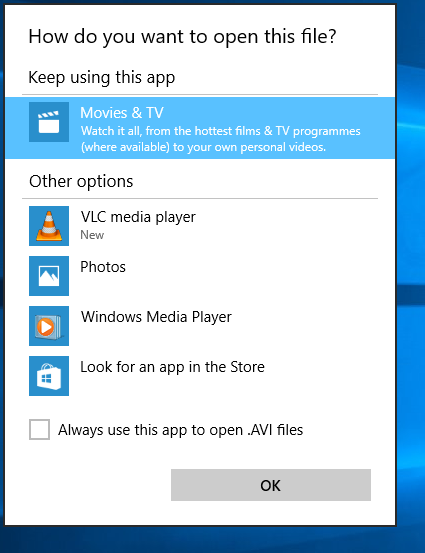 How do you want to open this file?
Keep using this app
Movies & TV
Watch it all, from the hottest films & TV programmes
(where available) to your own personal videos.
Other options
VLC media player
New
Photos
Windows Media Player
Look for an app in the Store
Always use this app to open .AVI files
OK